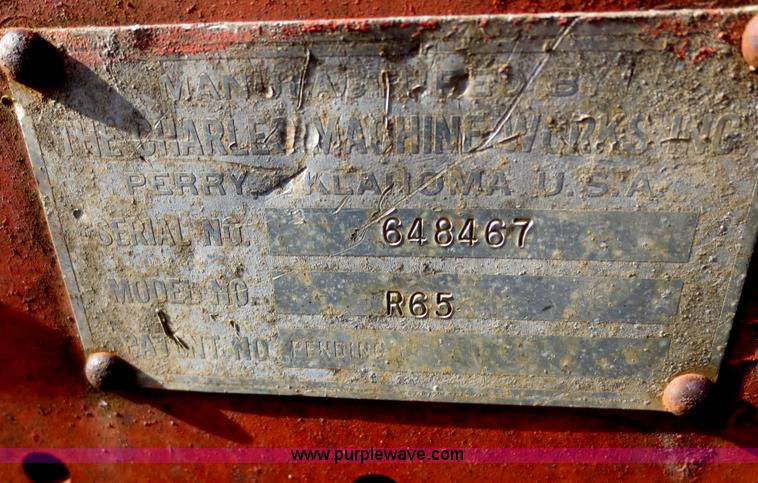 MANUFACTURED BY
THE CHARLES MACHINE WORKS INC
PERRY, OKLAHOMA U.S.A
SERIAL NO. 648467
MODEL NO. R65
PATENT NO PENDING
www.purplewave.com